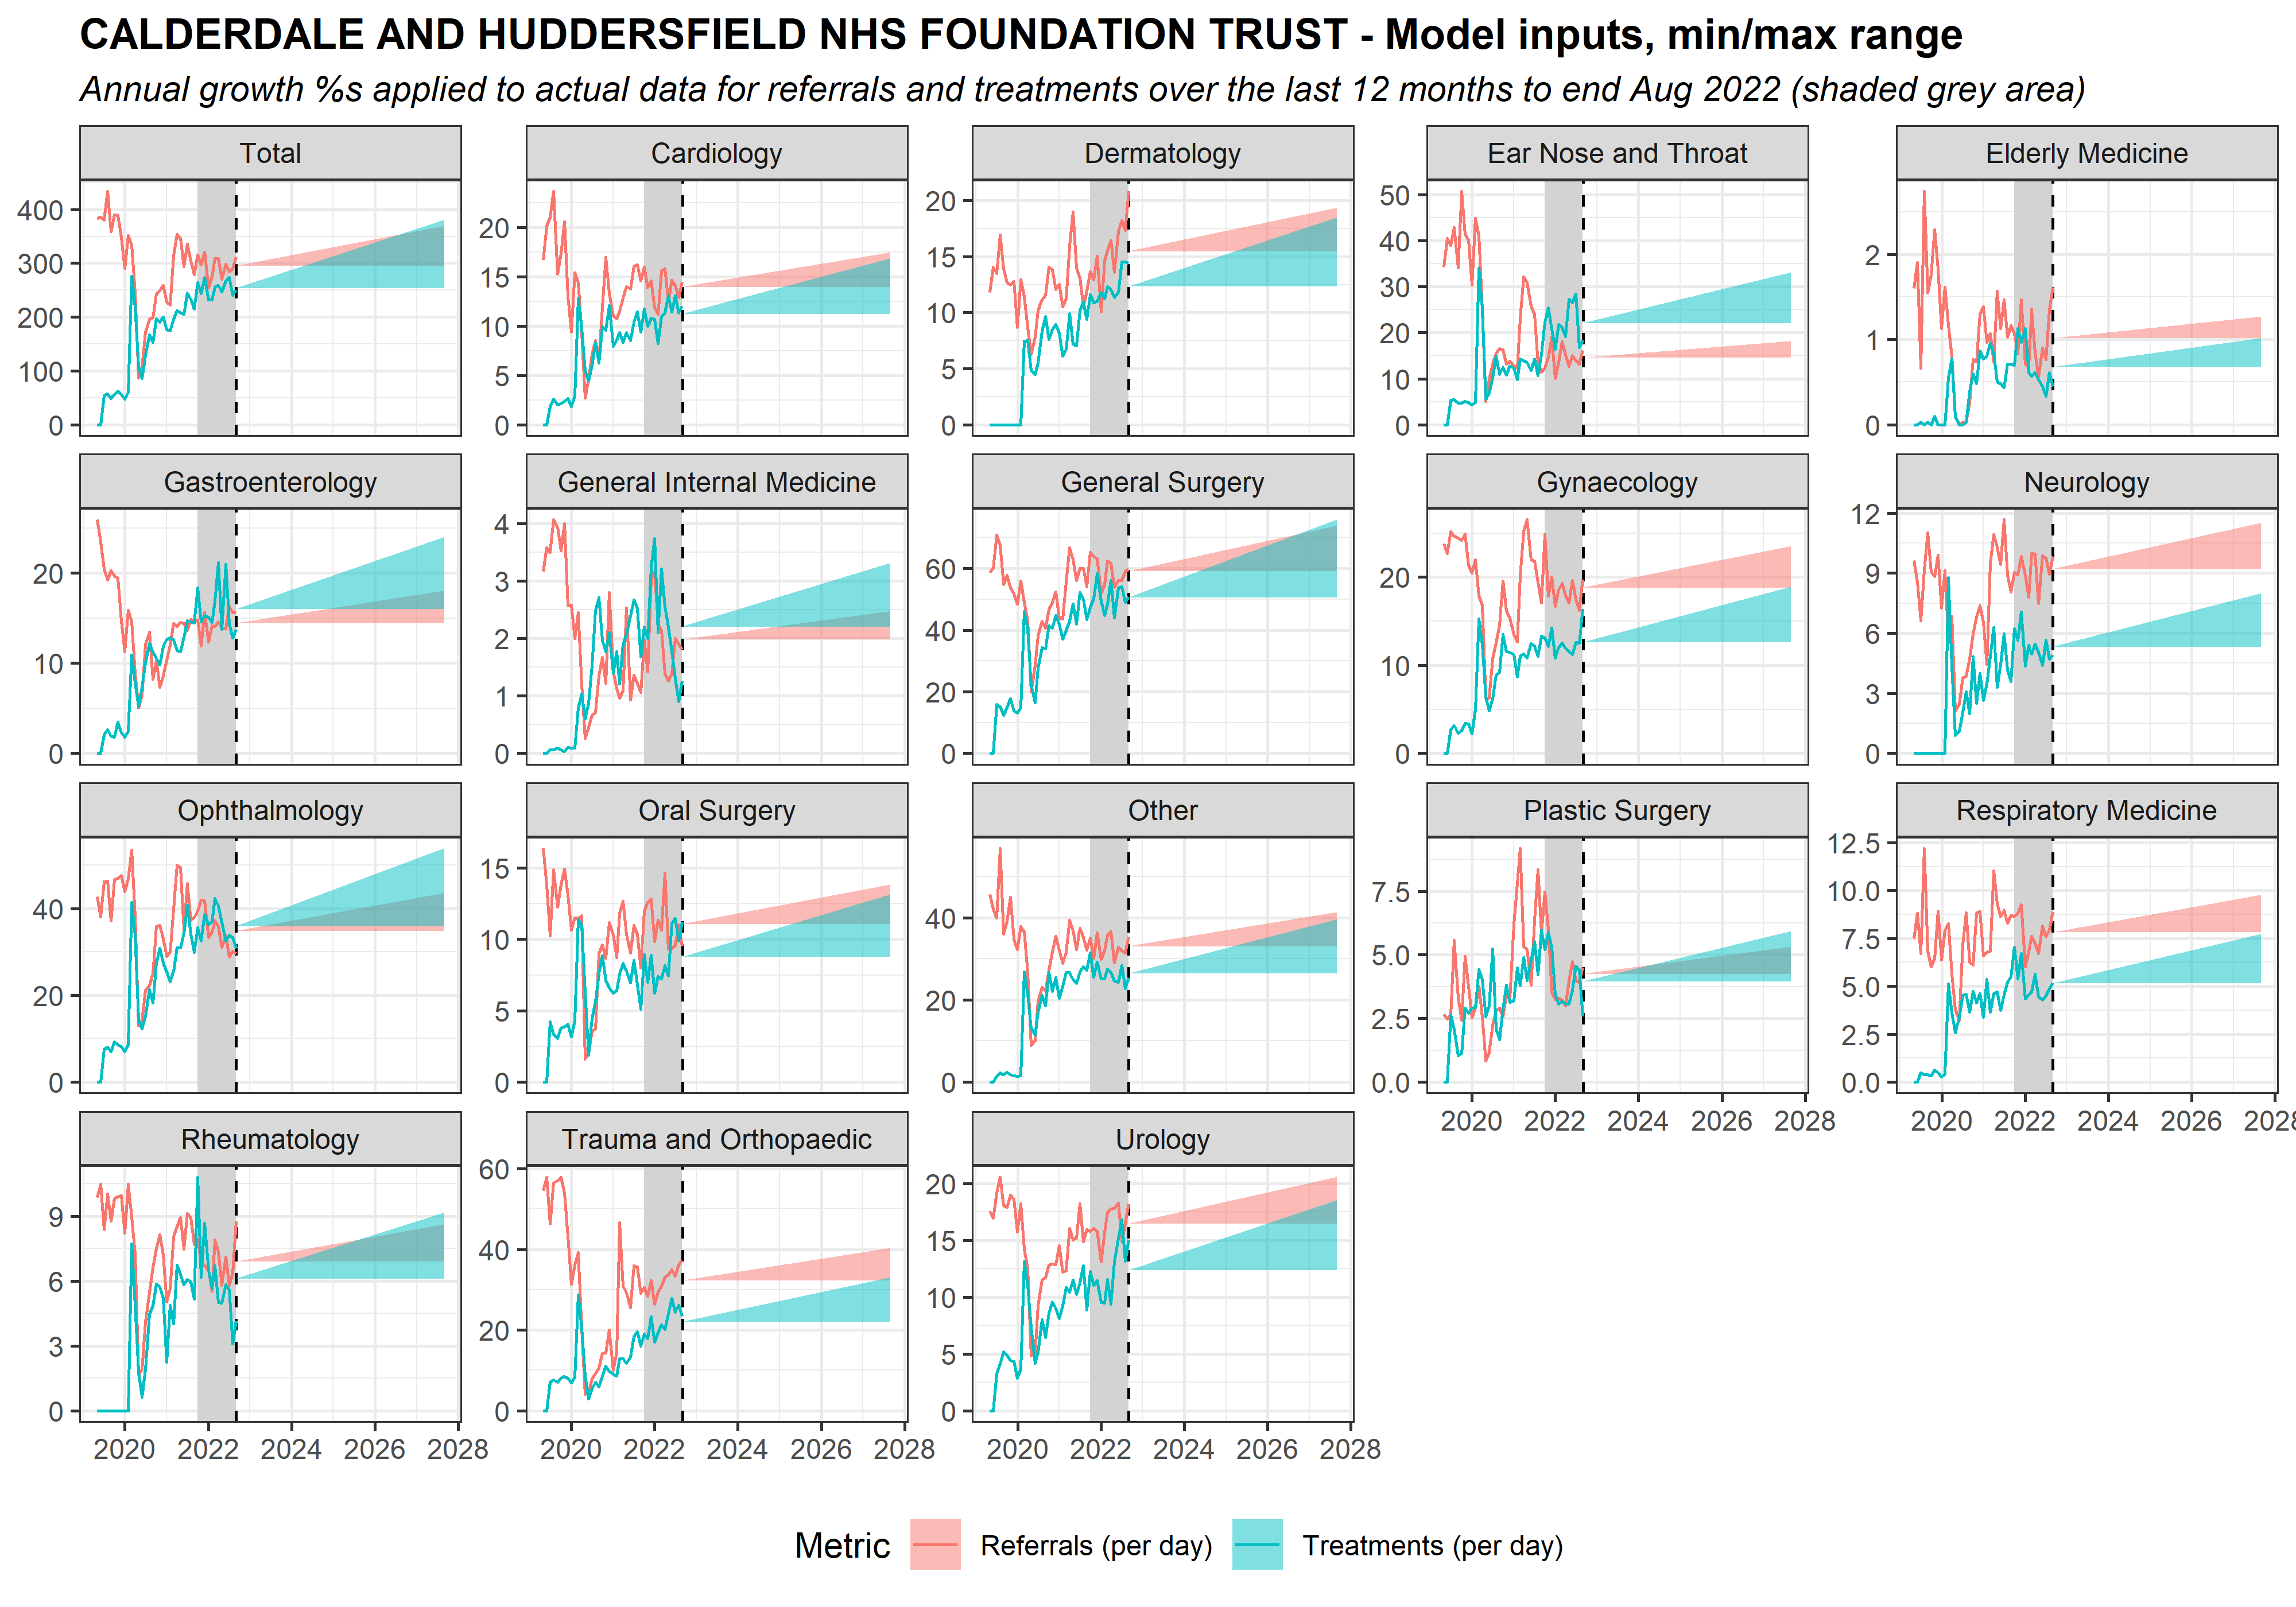 CALDERDALE AND HUDDERSFIELD NHS FOUNDATION TRUST - Model inputs, min/max range
Annual growth %s applied to actual data for referrals and treatments over the last 12 months to end Aug 2022 (shaded grey area)
Total
Cardiology
Dermatology
Ear Nose and Throat
Elderly Medicine
400
300
200
100
0
20
15
10
5
0
20
15
10
5
0
50
40
30
20
10
0
2
1
0
Gastroenterology
General Internal Medicine
General Surgery
Gynaecology
Neurology
20
10
0
4
3
2
1
0
60
40
20
0
20
10
0
12
9
6
3
0
Ophthalmology
Oral Surgery
Other
Plastic Surgery
Respiratory Medicine
40
20
0
15
10
5
0
40
20
0
7.5
5.0
2.5
0.0
12.5
10.0
7.5
5.0
2.5
0.0
2020 2022 2024 2026 2028
2020 2022 2024 2026 2028
Rheumatology
Trauma and Orthopaedic
Urology
9
6
3
0
60
40
20
0
20
15
10
5
0
2020 2022 2024 2026 2028
2020 2022 2024 2026 2028
2020 2022 2024 2026 2028
Metric Referrals (per day) Treatments (per day)